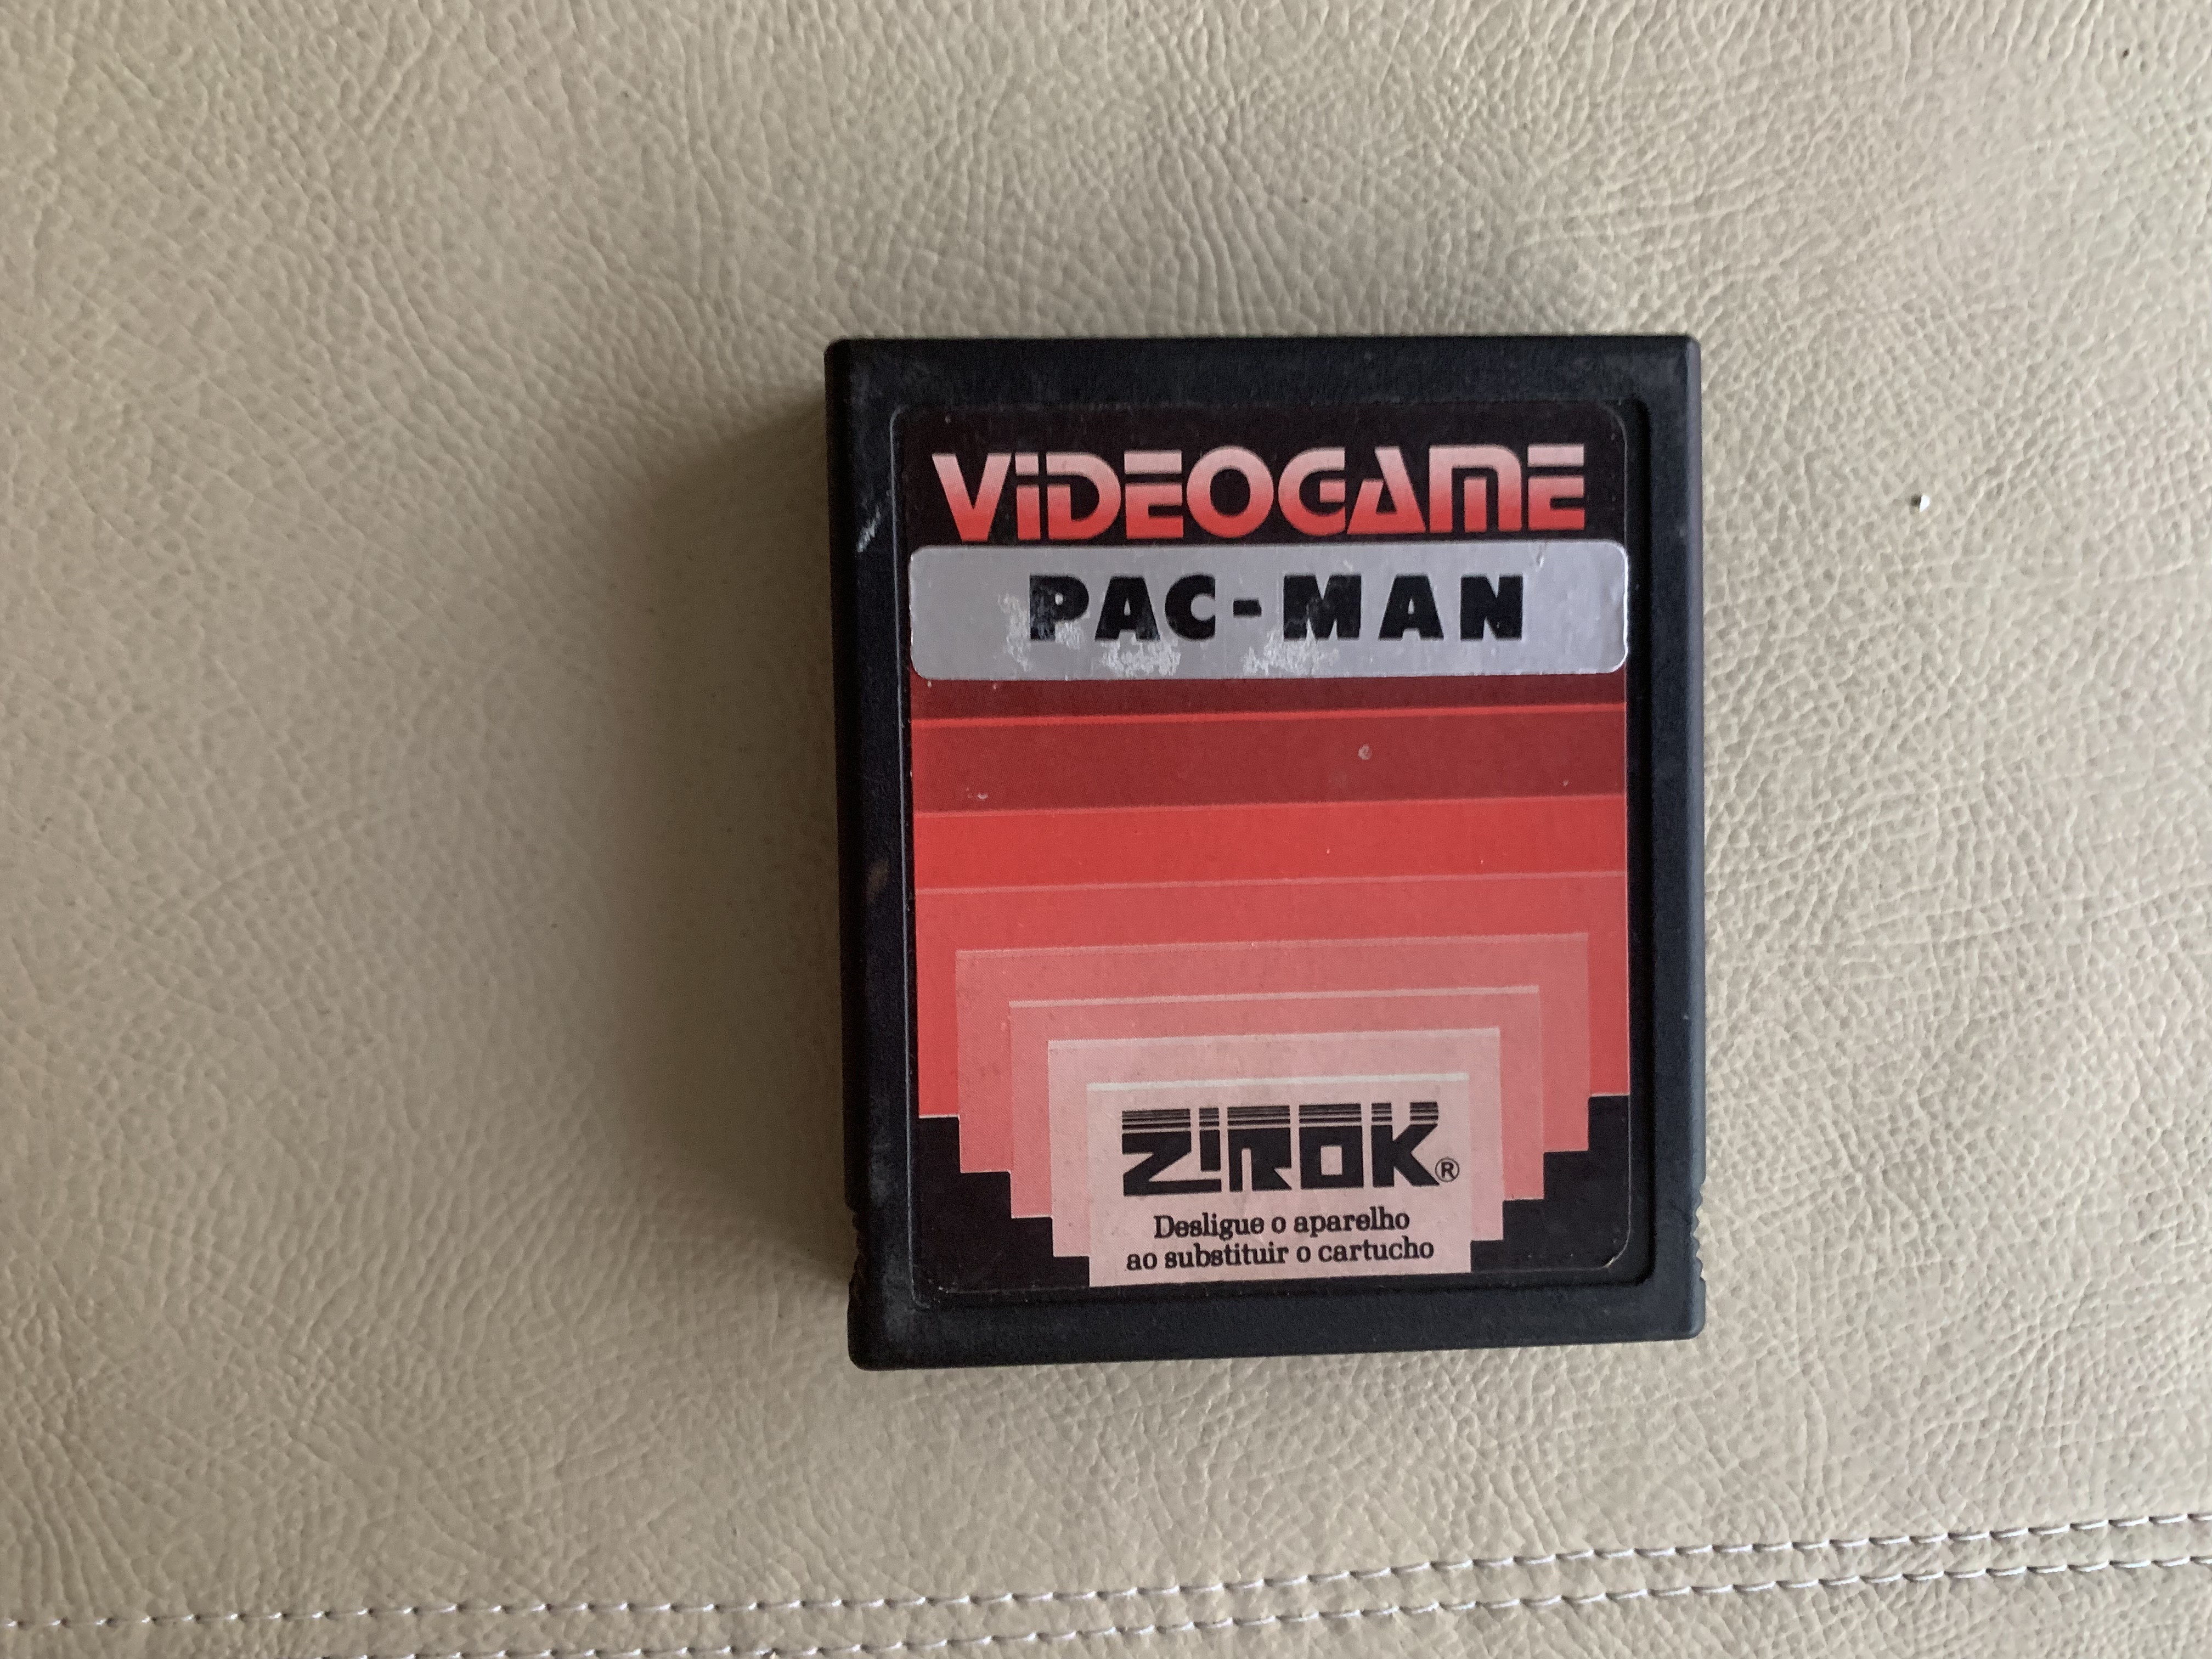 ViDEOGAME
PAC-MAN
ZIROK®
Desligue o aparelho
ao substituir o cartucho